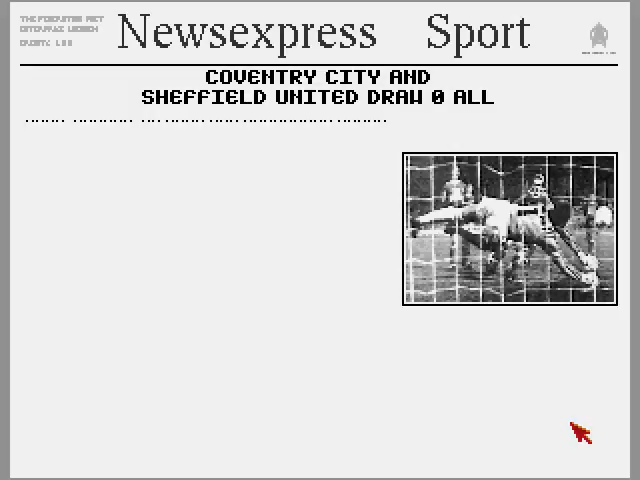 Newsexpress Sport
COVENTRY CITY AND
SHEFFIELD UNITED DRAW 0 ALL